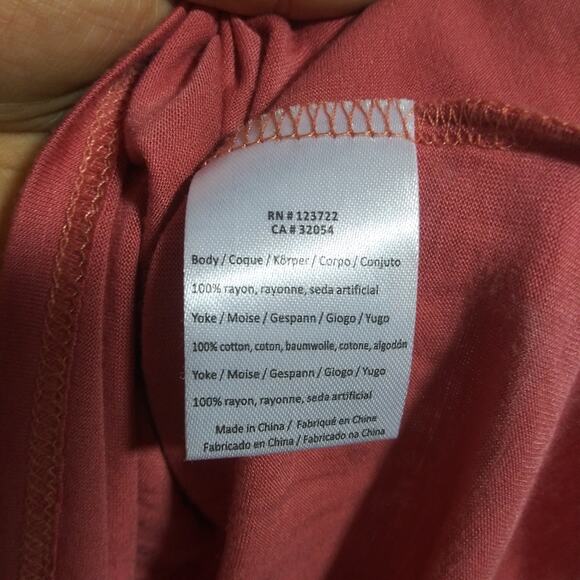 RN # 123722
CA # 32054
Body / Coque / Körper / Corpo / Conjuto
100% rayon, rayonne, seda artificial
Yoke / Moise / Gespann / Giogo / Yugo
100% cotton, coton, baumwolle, cotone, algodón
Yoke / Moise / Gespann / Giogo / Yugo
100% rayon, rayonne, seda artificial
Made in China / Fabriqué en Chine
Fabricado en China / Fabricado na China